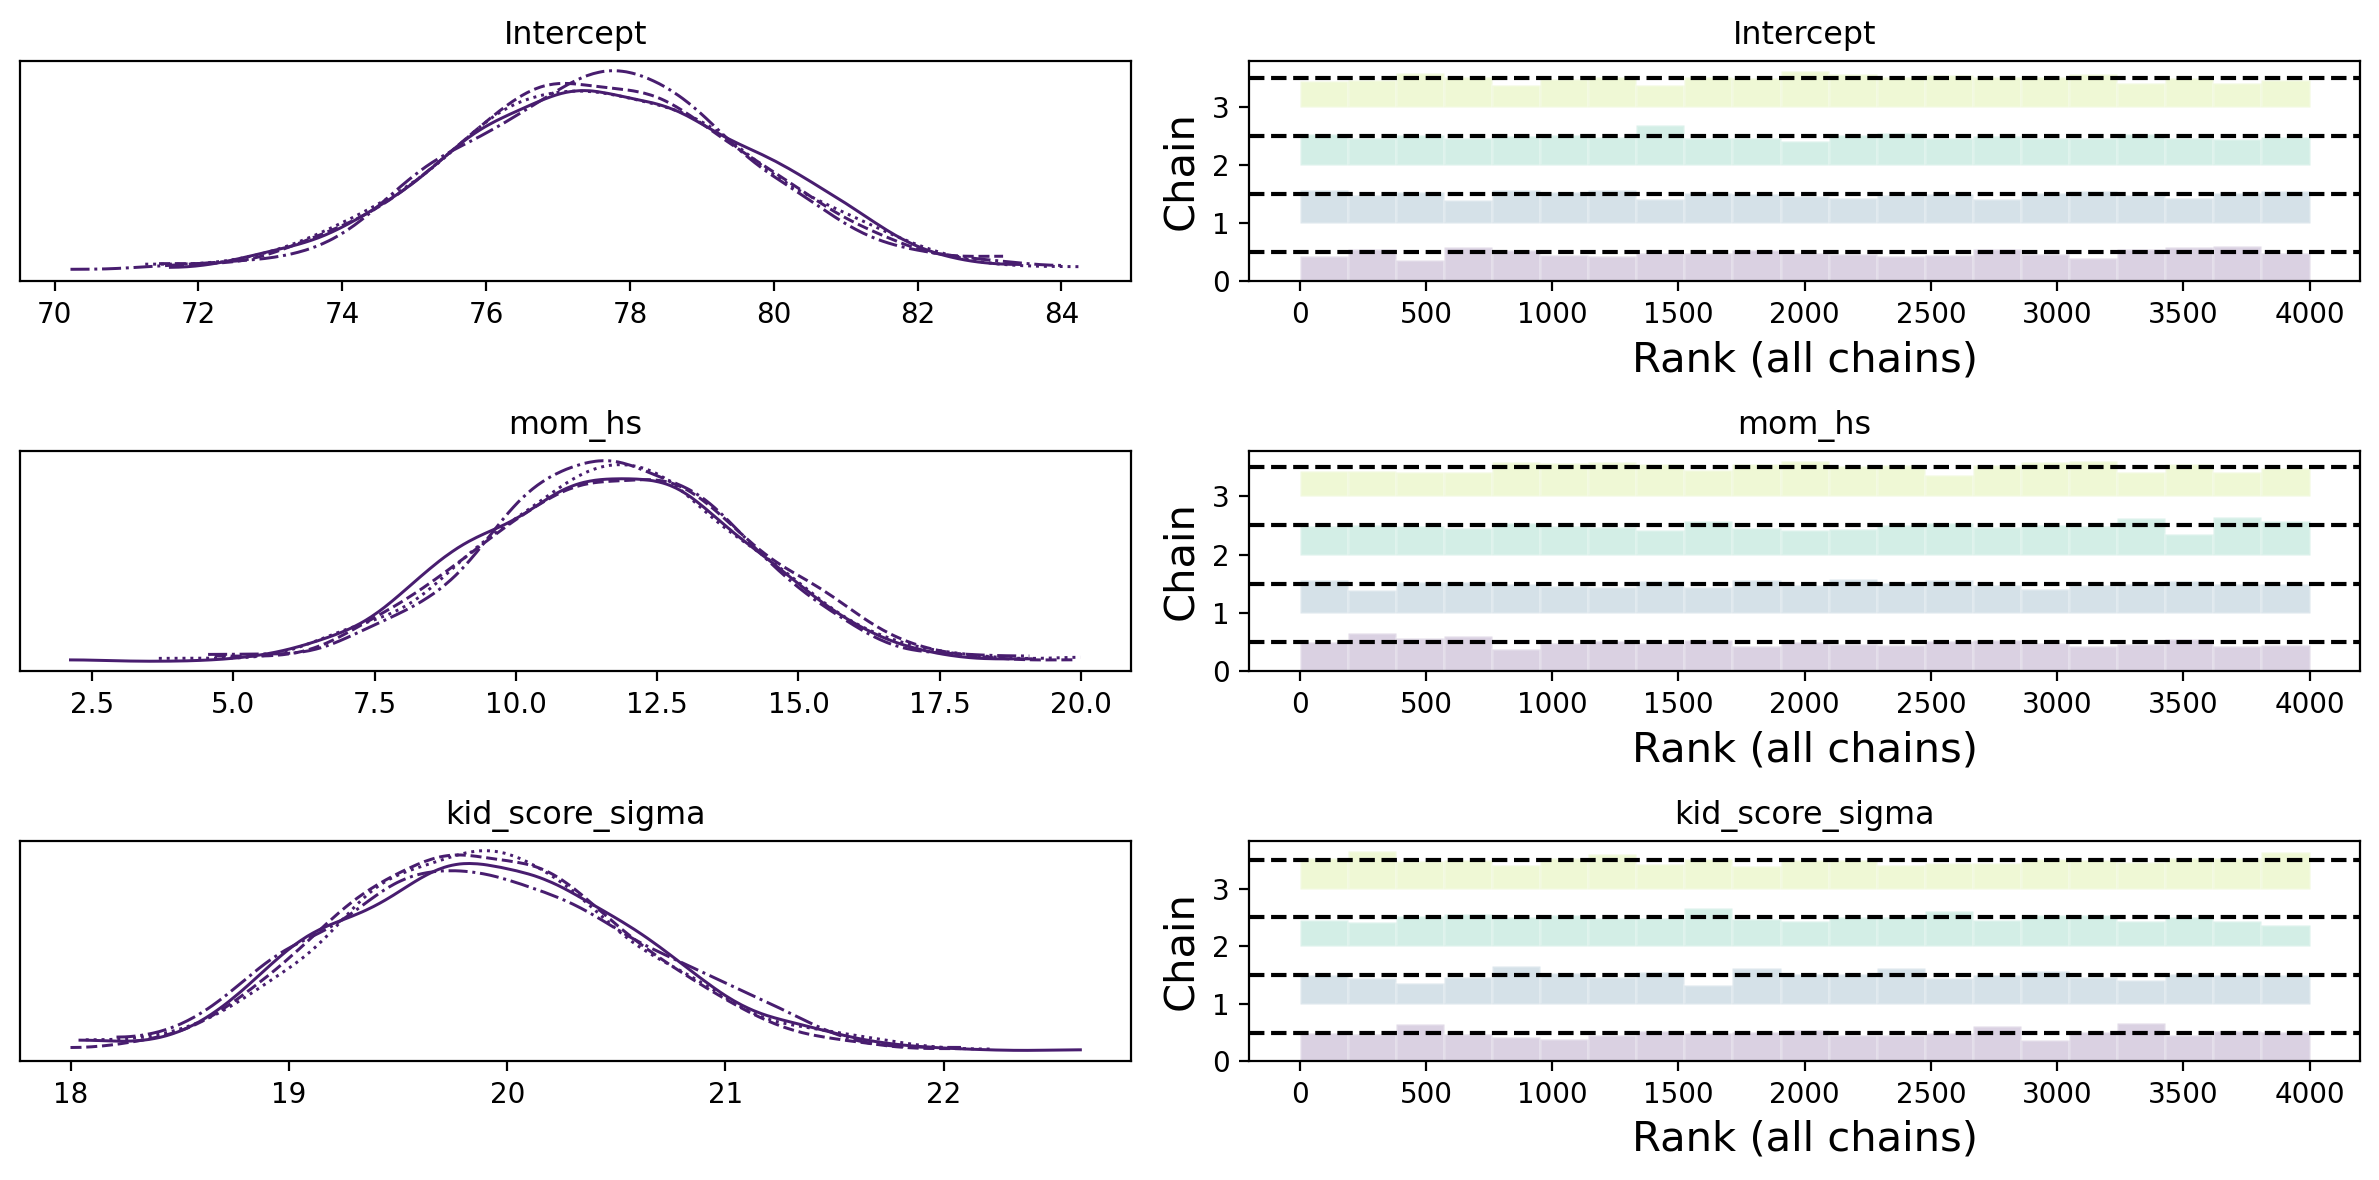 Intercept
70 72 74 76 78 80 82 84
Intercept
Chain
3
2
1
0
0 500 1000 1500 2000 2500 3000 3500 4000
Rank (all chains)
mom_hs
2.5 5.0 7.5 10.0 12.5 15.0 17.5 20.0
mom_hs
Chain
3
2
1
0
0 500 1000 1500 2000 2500 3000 3500 4000
Rank (all chains)
kid_score_sigma
18 19 20 21 22
kid_score_sigma
Chain
3
2
1
0
0 500 1000 1500 2000 2500 3000 3500 4000
Rank (all chains)